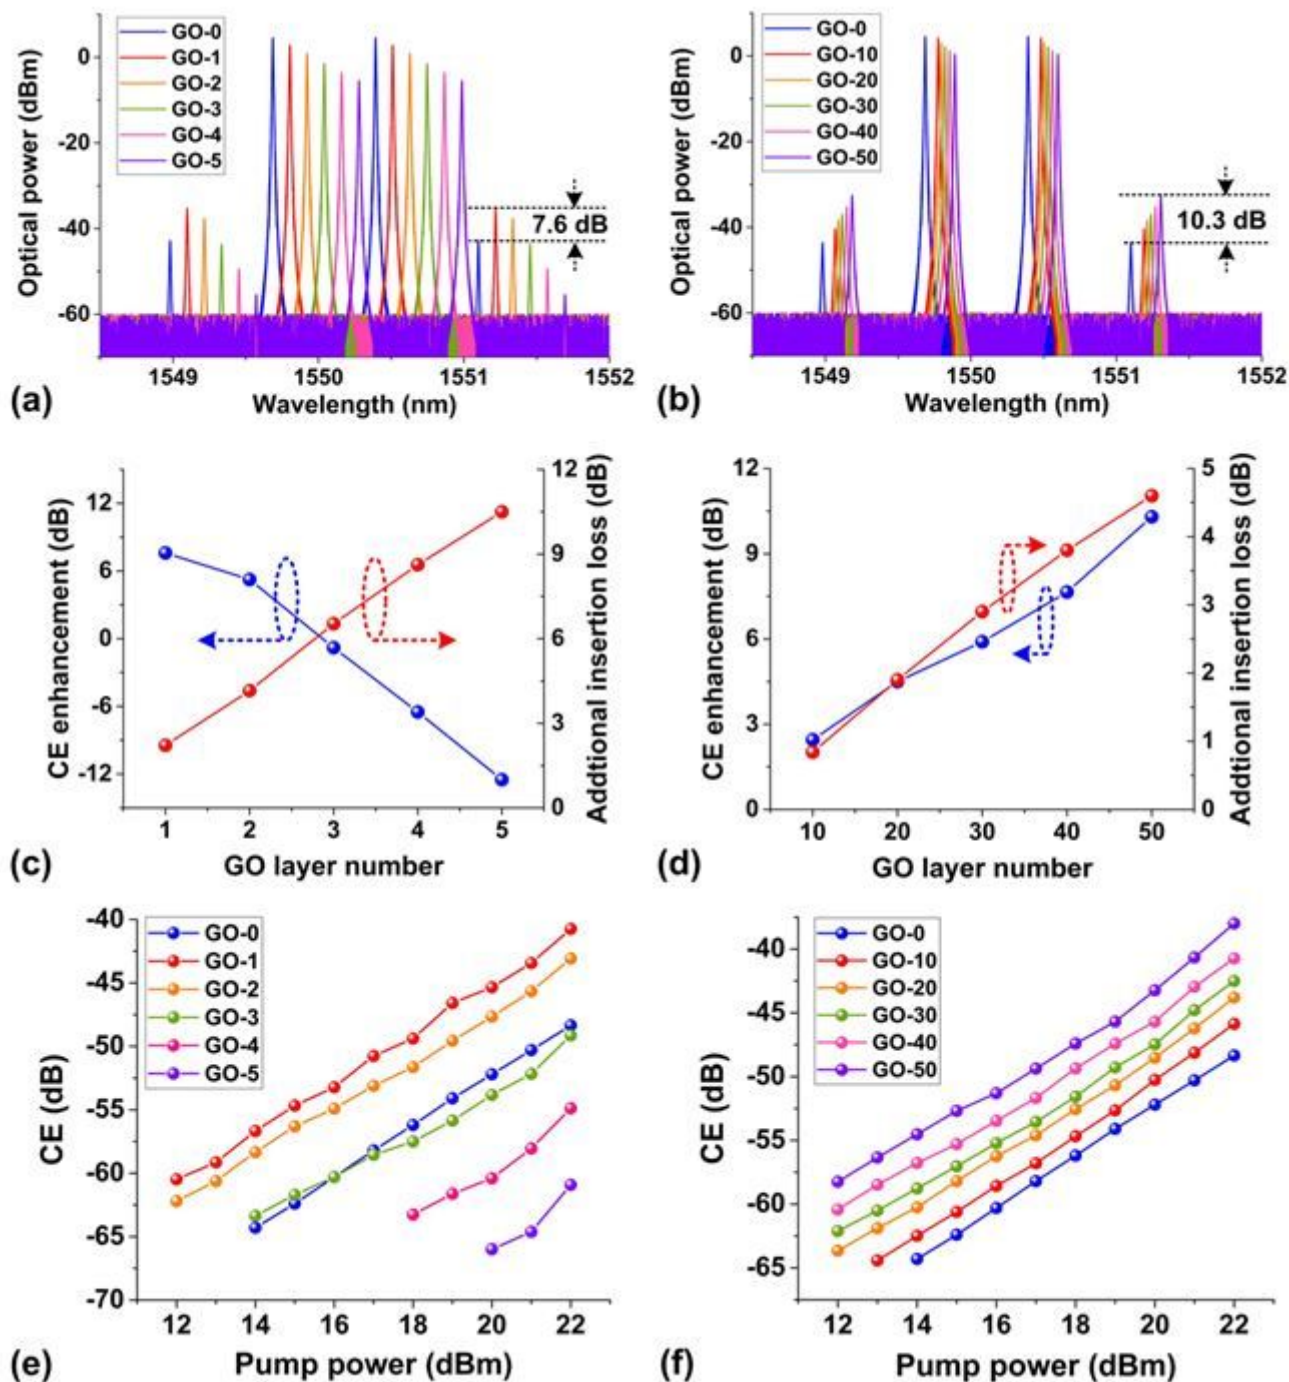 GO-0
GO-1
GO-2
GO-3
GO-4
GO-5
Optical power (dBm)
0
-20
-40
-60
7.6 dB
1549
1550
1551
1552
Wavelength (nm)
(a)
GO-0
GO-10
GO-20
GO-30
GO-40
GO-50
Optical power (dBm)
0
-20
-40
-60
10.3 dB
1549
1550
1551
1552
Wavelength (nm)
(b)
CE enhancement (dB)
12
6
0
-6
-12
12
9
6
3
0
Addtional insertion loss (dB)
1
2
3
4
5
GO layer number
(c)
CE enhancement (dB)
12
9
6
3
0
5
4
3
2
1
0
Addtional insertion loss (dB)
10
20
30
40
50
GO layer number
(d)
GO-0
GO-1
GO-2
GO-3
GO-4
GO-5
CE (dB)
-40
-45
-50
-55
-60
-65
-70
12
14
16
18
20
22
Pump power (dBm)
(e)
GO-0
GO-10
GO-20
GO-30
GO-40
GO-50
CE (dB)
-40
-45
-50
-55
-60
-65
12
14
16
18
20
22
Pump power (dBm)
(f)